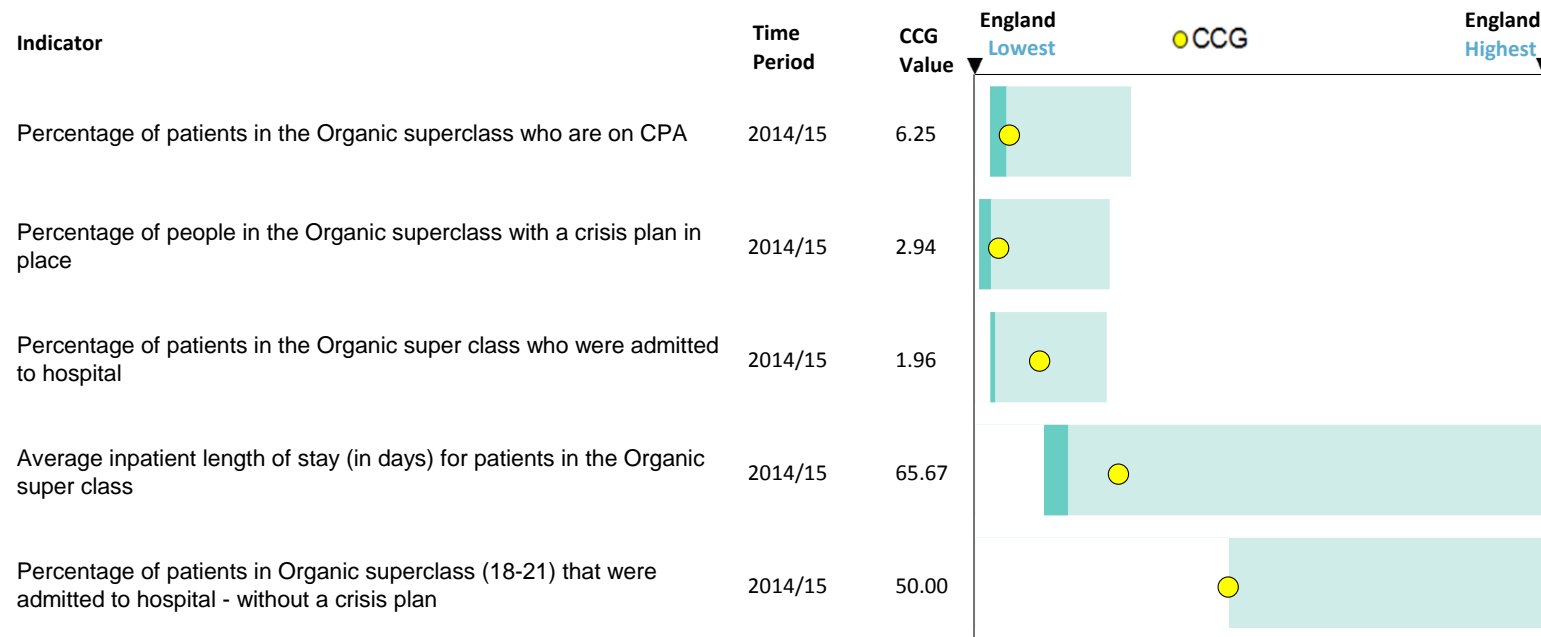 Indicator
Time
Period
CCG
Value
England
Lowest
CCG
England
Highest
Percentage of patients in the Organic superclass who are on CPA
2014/15
6.25
Percentage of people in the Organic superclass with a crisis plan in
place
2014/15
2.94
Percentage of patients in the Organic super class who were admitted
to hospital
2014/15
1.96
Average inpatient length of stay (in days) for patients in the Organic
super class
2014/15
65.67
Percentage of patients in Organic superclass (18-21) that were
admitted to hospital - without a crisis plan
2014/15
50.00